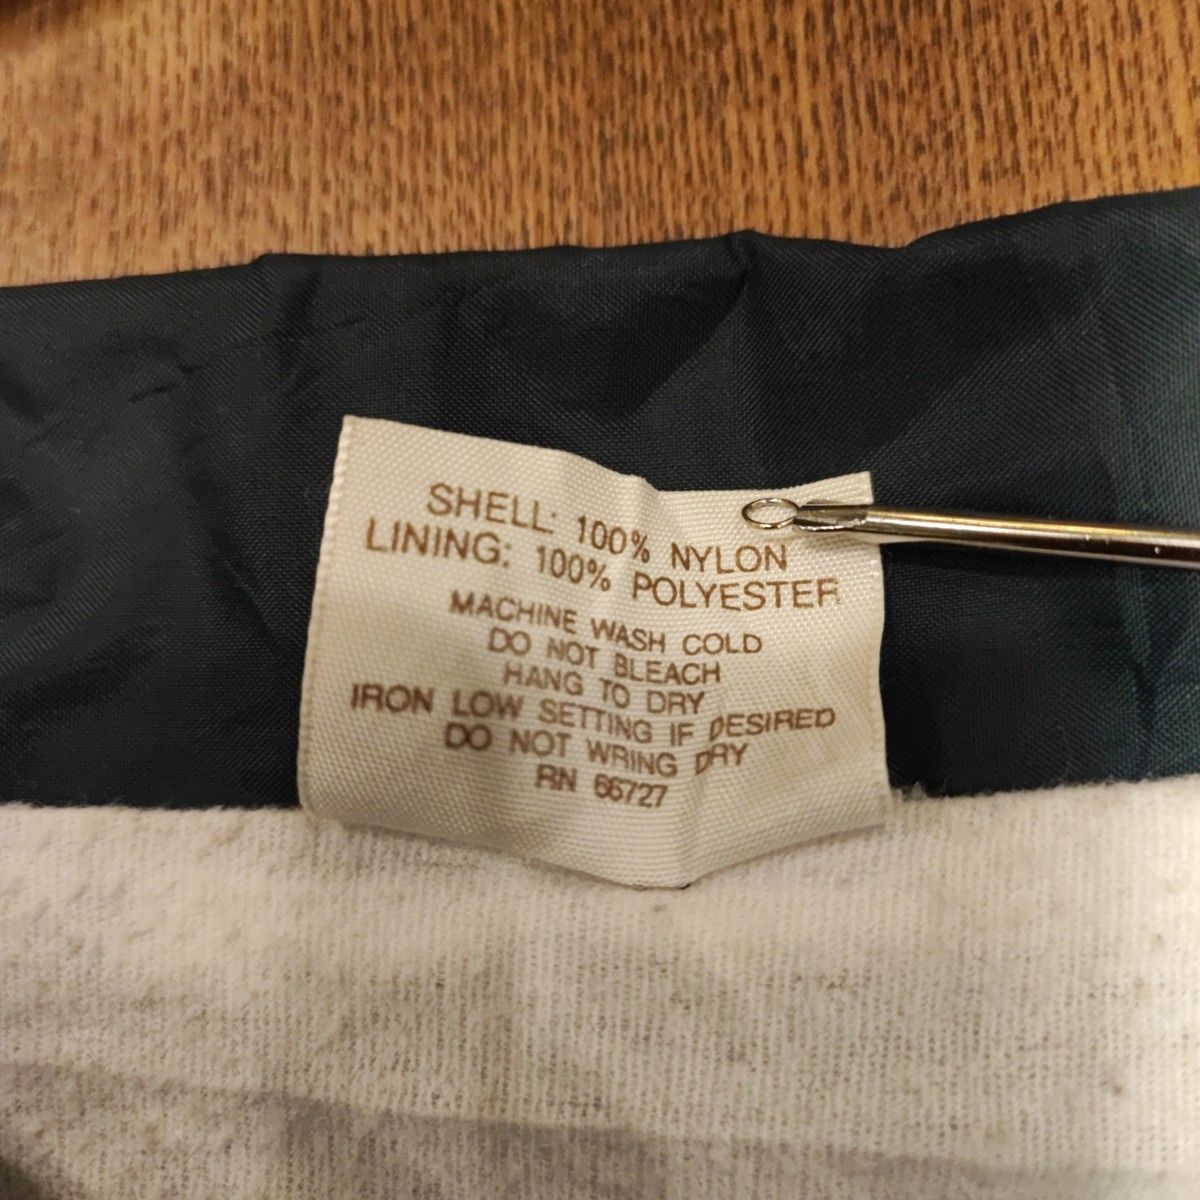 SHELL: 100% NYLON
LINING: 100% POLYESTER
MACHINE WASH COLD
DO NOT BLEACH
HANG TO DRY
IRON LOW SETTING IF DESIRED
DO NOT WRING DRY
RN 66727